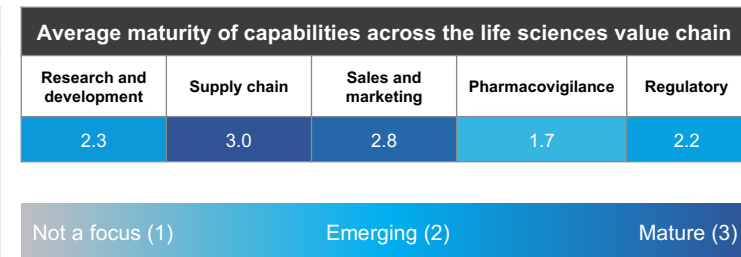 Average maturity of capabilities across the life sciences value chain
Research and
development
Supply chain
Sales and
marketing
Pharmacovigilance
Regulatory
2.3
3.0
2.8
1.7
2.2
Not a focus (1)
Emerging (2)
Mature (3)